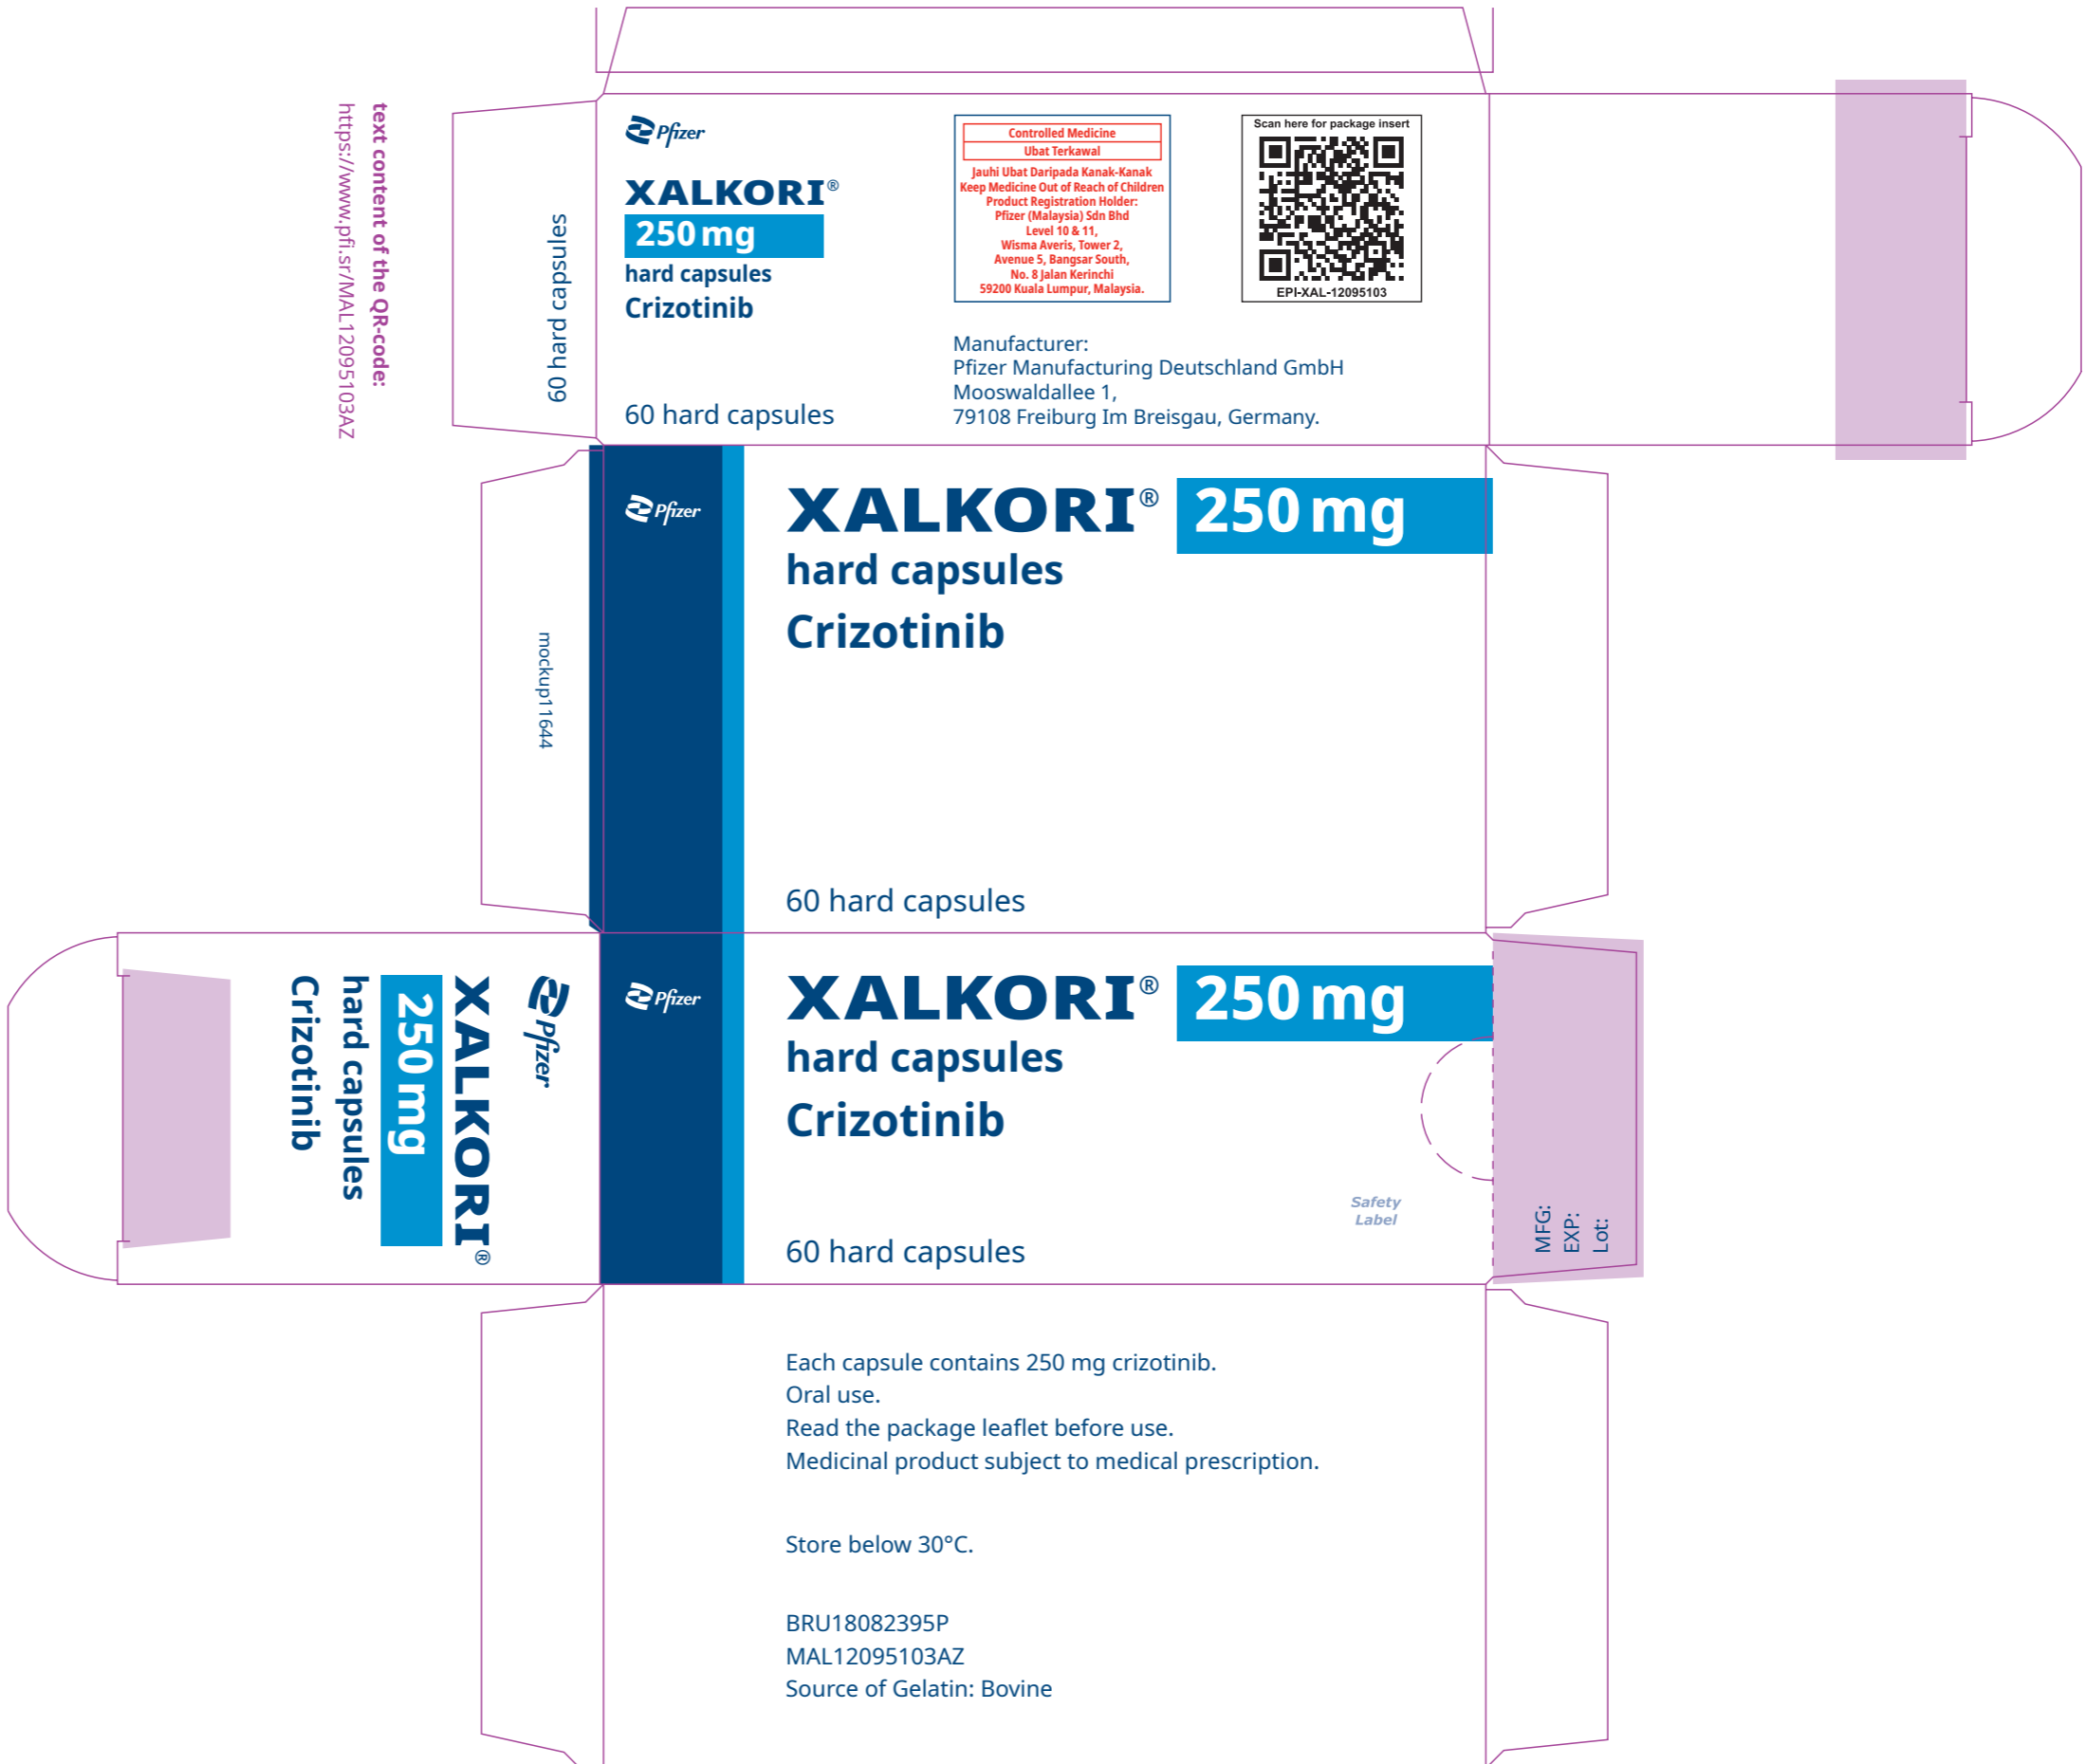 text content of the QR-code:
https://www.pfi.sr/MAL12095103AZ
60 hard capsules
Pfizer
XALKORI®
250 mg
hard capsules
Crizotinib
60 hard capsules
Controlled Medicine
Ubat Terkawal
Jauhi Ubat Daripada Kanak-Kanak
Keep Medicine Out of Reach of Children
Product Registration Holder:
Pfizer (Malaysia) Sdn Bhd
Level 10 & 11,
Wisma Averis, Tower 2,
Avenue 5, Bangsar South,
No. 8 Jalan Kerinchi
59200 Kuala Lumpur, Malaysia.
Scan here for package insert
EPI-XAL-12095103
Manufacturer:
Pfizer Manufacturing Deutschland GmbH
Mooswaldallee 1,
79108 Freiburg Im Breisgau, Germany.
mockup11644
Pfizer
XALKORI® 250 mg
hard capsules
Crizotinib
60 hard capsules
Pfizer
XALKORI®
250 mg
hard capsules
Crizotinib
Pfizer
XALKORI® 250 mg
hard capsules
Crizotinib
60 hard capsules
Safety
Label
MFG:
EXP:
Lot:
Each capsule contains 250 mg crizotinib.
Oral use.
Read the package leaflet before use.
Medicinal product subject to medical prescription.
Store below 30°C.
BRU18082395P
MAL12095103AZ
Source of Gelatin: Bovine